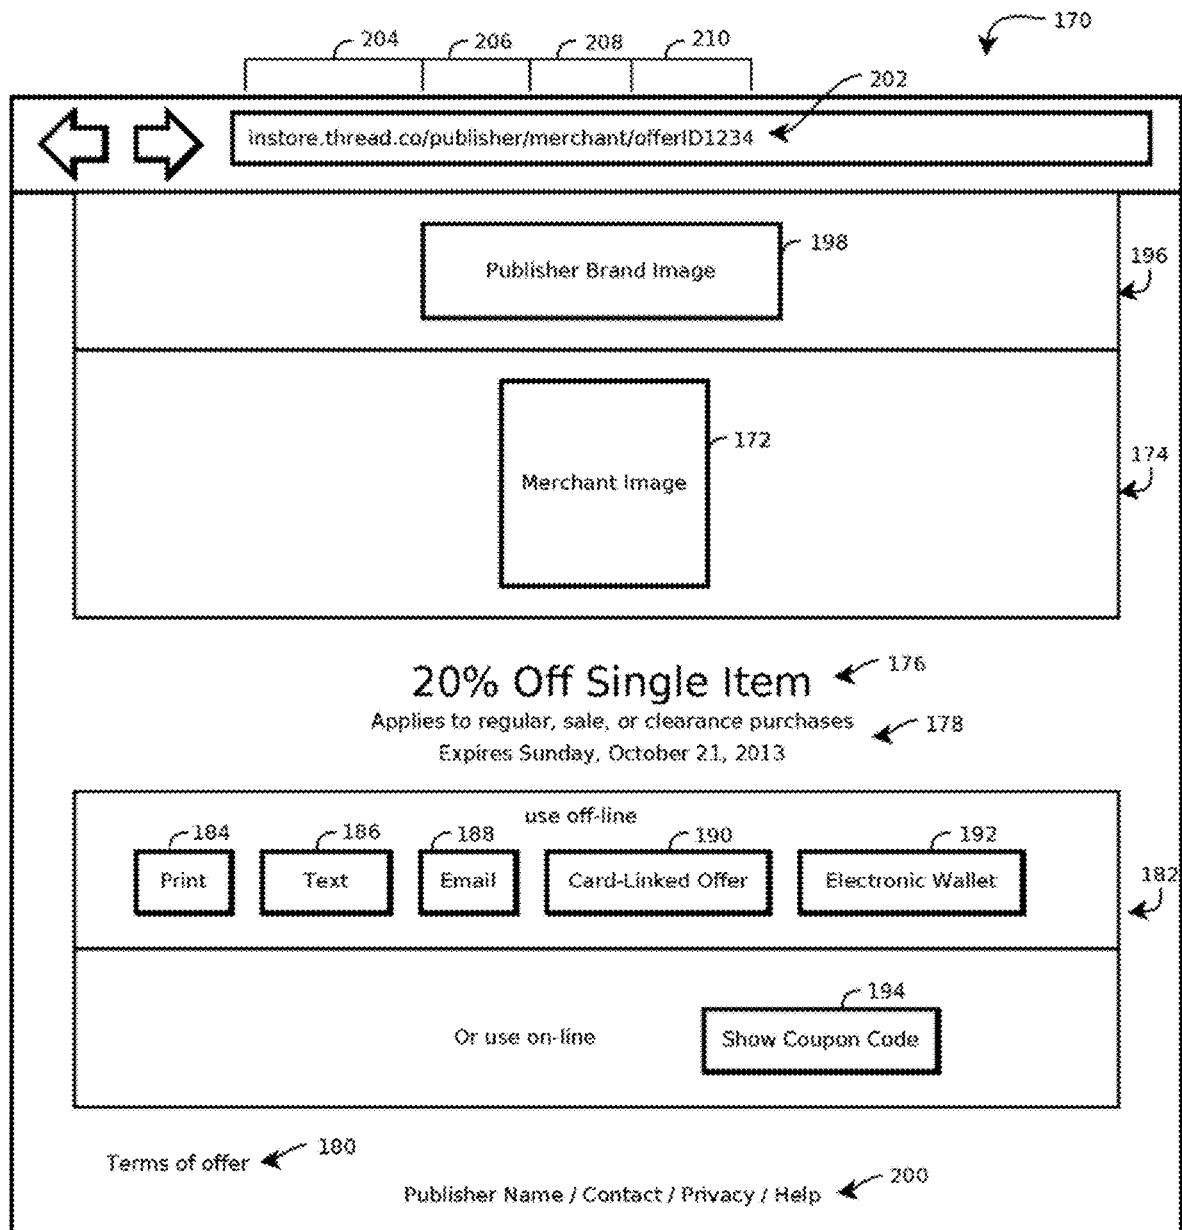 170
204 206 208 210
202
instore.thread.co/publisher/merchant/offerID1234
198
Publisher Brand Image
196
172
Merchant Image
174
20% Off Single Item
176
Applies to regular, sale, or clearance purchases
178
Expires Sunday, October 21, 2013
use off-line
184 186 188 190 192
Print Text Email Card-Linked Offer Electronic Wallet
182
194
Or use on-line Show Coupon Code
180
Terms of offer
200
Publisher Name / Contact / Privacy / Help